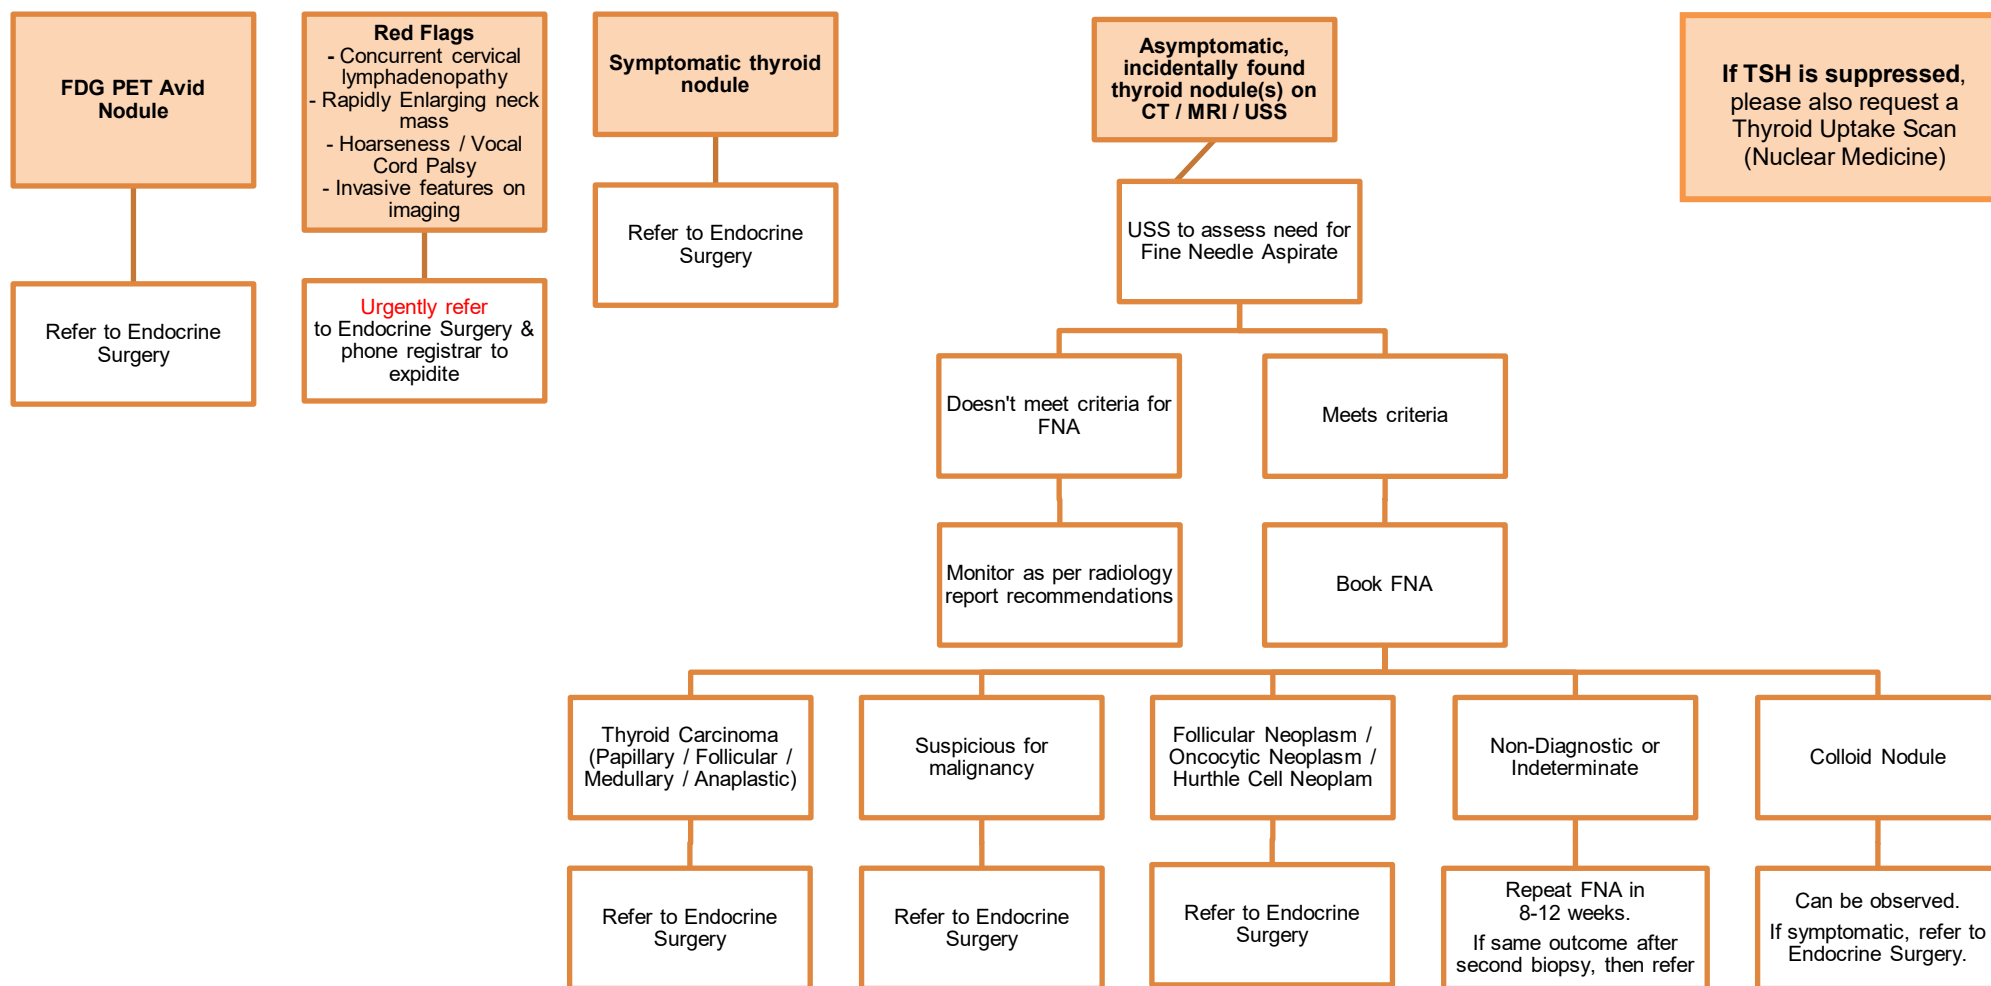 FDG PET Avid
Nodule
Refer to Endocrine
Surgery
Red Flags
- Concurrent cervical
lymphadenopathy
- Rapidly Enlarging neck
mass
- Hoarseness / Vocal
Cord Palsy
- Invasive features on
imaging
Urgently refer
to Endocrine Surgery &
phone registrar to
expidite
Symptomatic thyroid
nodule
Refer to Endocrine
Surgery
Asymptomatic,
incidentally found
thyroid nodule(s) on
CT / MRI / USS
USS to assess need for
Fine Needle Aspirate
Doesn't meet criteria for
FNA
Monitor as per radiology
report recommendations
Meets criteria
Book FNA
Thyroid Carcinoma
(Papillary / Follicular /
Medullary / Anaplastic)
Refer to Endocrine
Surgery
Suspicious for
malignancy
Refer to Endocrine
Surgery
Follicular Neoplasm /
Oncocytic Neoplasm /
Hurthle Cell Neoplam
Refer to Endocrine
Surgery
Non-Diagnostic or
Indeterminate
Repeat FNA in
8-12 weeks.
If same outcome after
second biopsy, then refer
Colloid Nodule
Can be observed.
If symptomatic, refer to
Endocrine Surgery.
If TSH is suppressed,
please also request a
Thyroid Uptake Scan
(Nuclear Medicine)